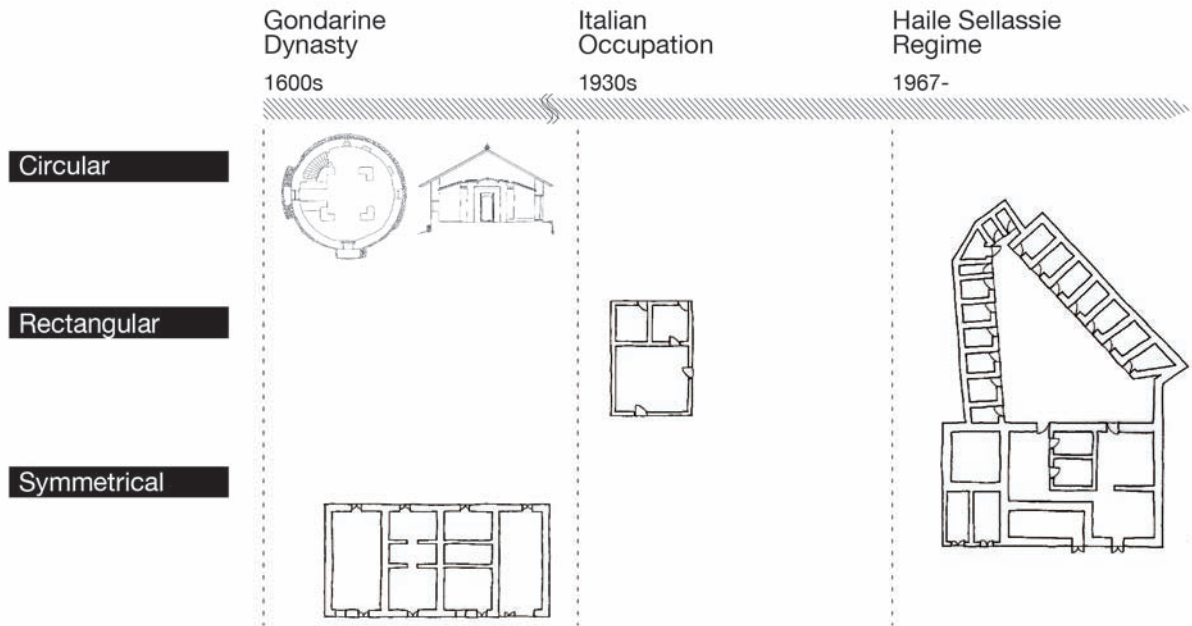 Gondarine
Dynasty
1600s
Italian
Occupation
1930s
Haile Sellassie
Regime
1967-
Circular
Rectangular
Symmetrical